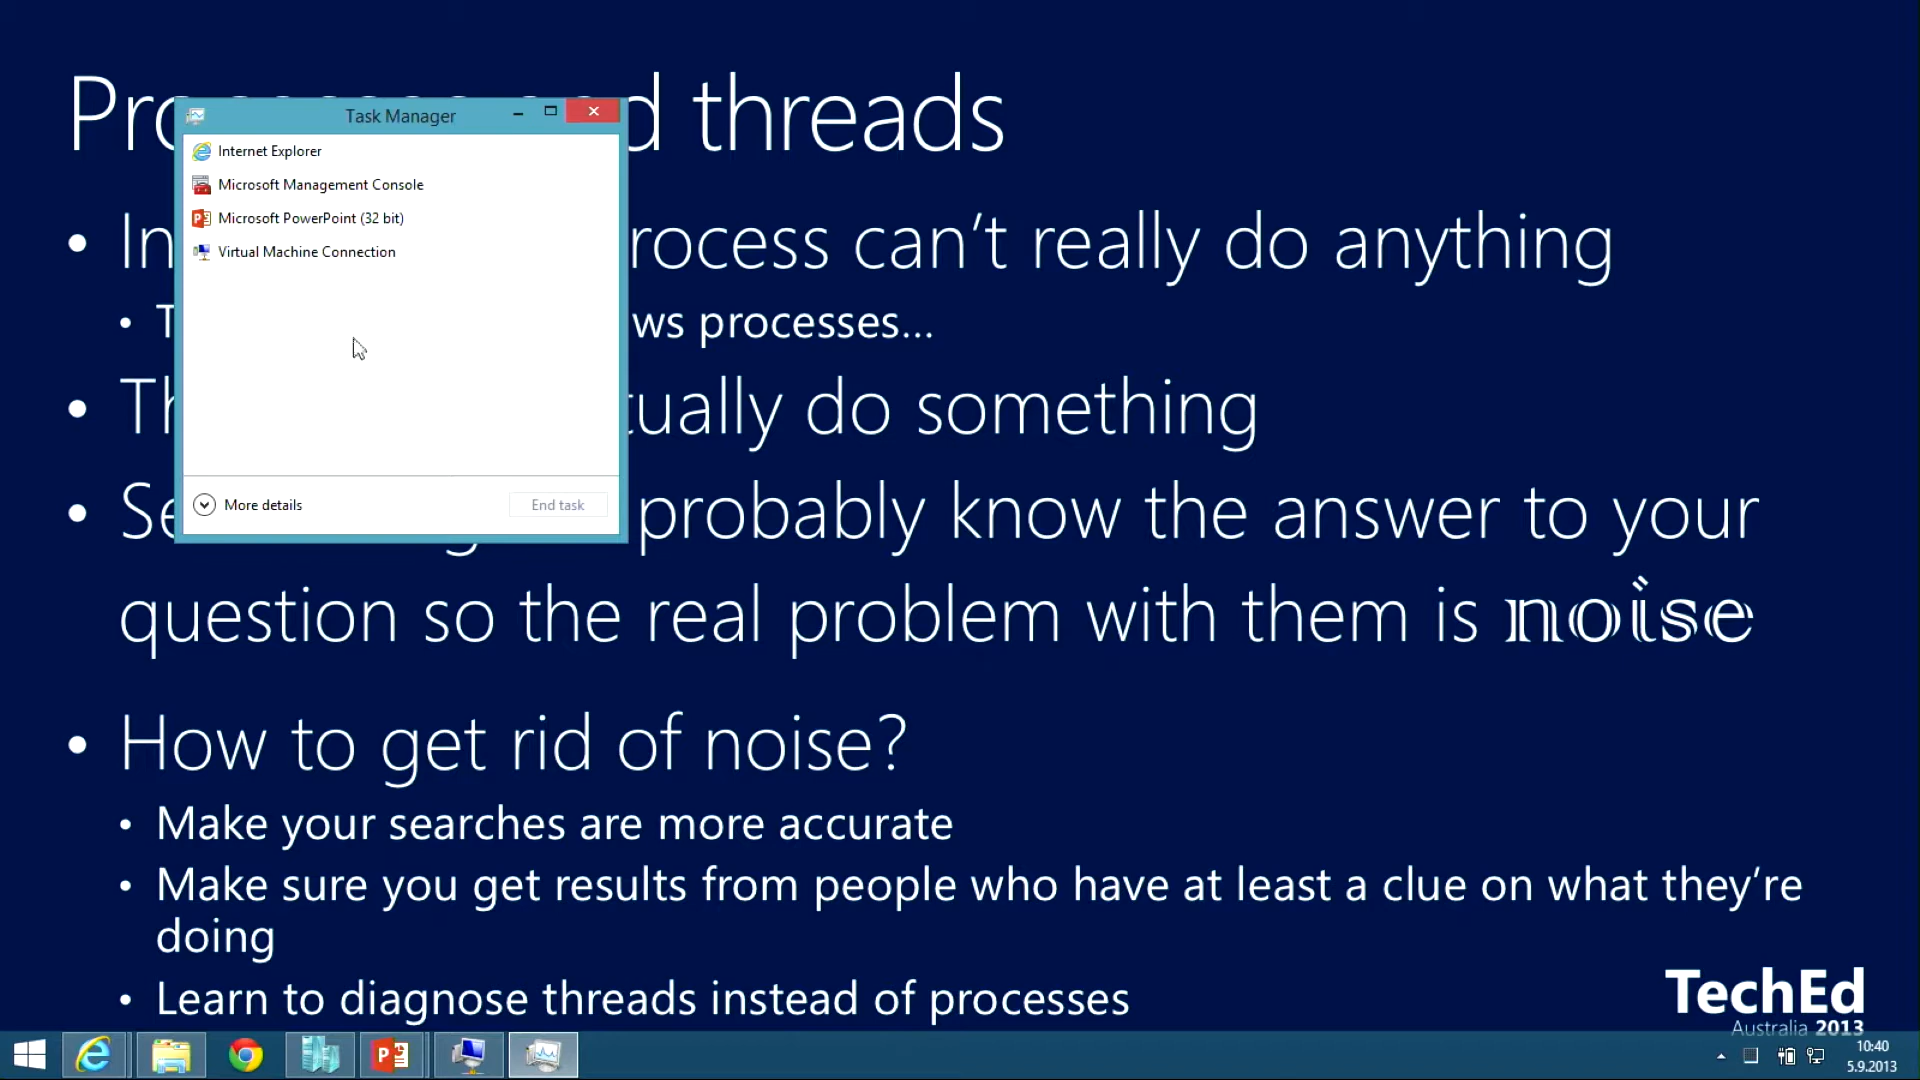 Pro d threads
Task Manager
Internet Explorer
Microsoft Management Console
Microsoft PowerPoint (32 bit)
Virtual Machine Connection
More details
End task
• In rocess can't really do anything
• T ws processes...
• Th tually do something
• Se probably know the answer to your
question so the real problem with them is noise
• How to get rid of noise?
• Make your searches are more accurate
• Make sure you get results from people who have at least a clue on what they're
doing
• Learn to diagnose threads instead of processes
TechEd
Australia 2013
10:40
5.9.2013